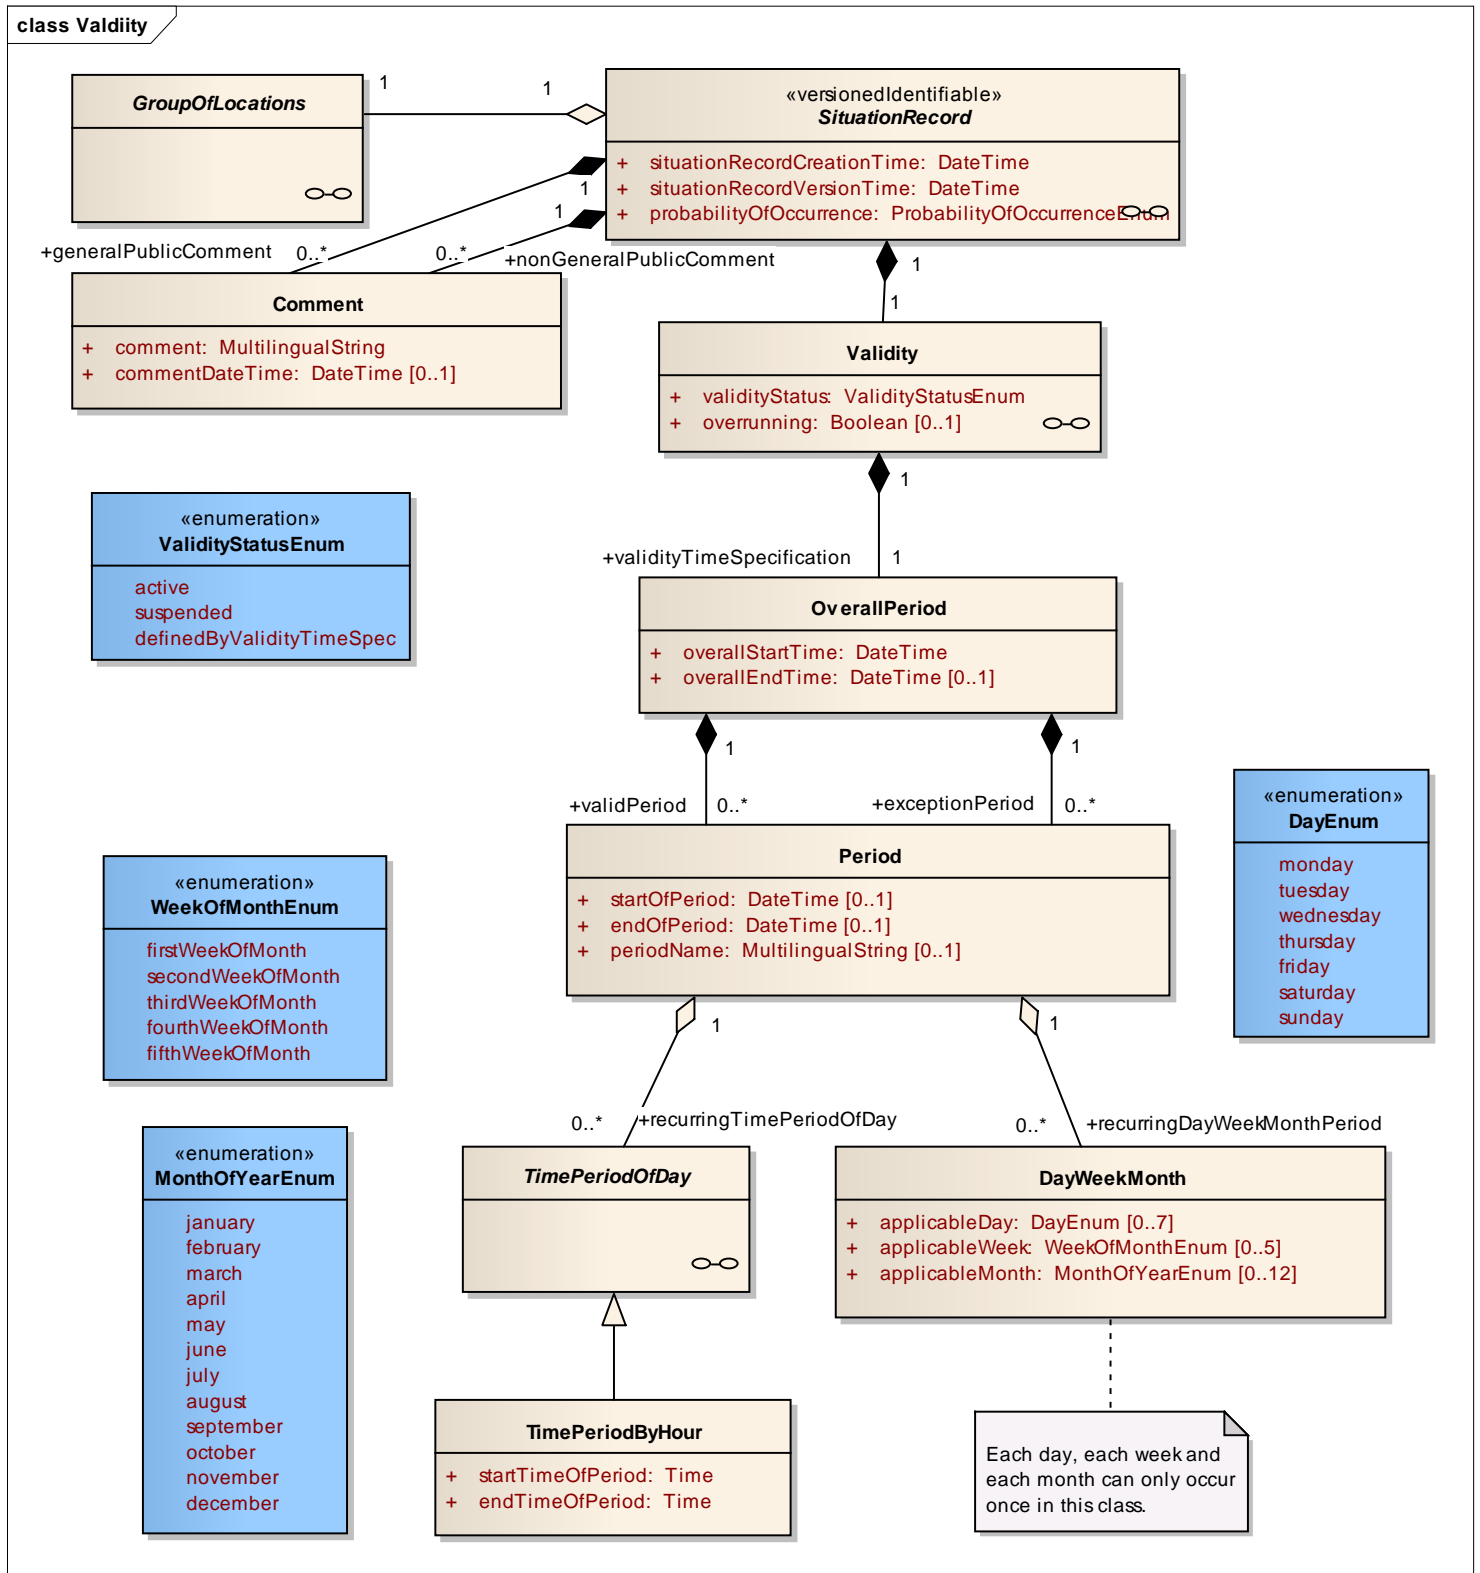 class Valdiity
GroupOfLocations
1
1
«versionedIdentifiable»
SituationRecord
+ situationRecordCreationTime: DateTime
+ situationRecordVersionTime: DateTime
+ probabilityOfOccurrence: ProbabilityOfOccurrenceEnum
1
1
+generalPublicComment
0..*
0..*
+nonGeneralPublicComment
1
1
Comment
+ comment: MultilingualString
+ commentDateTime: DateTime [0..1]
Validity
+ validityStatus: ValidityStatusEnum
+ overrunning: Boolean [0..1]
1
+validityTimeSpecification
1
«enumeration»
ValidityStatusEnum
active
suspended
definedByValidityTimeSpec
OverallPeriod
+ overallStartTime: DateTime
+ overallEndTime: DateTime [0..1]
1
1
+validPeriod
0..*
+exceptionPeriod
0..*
«enumeration»
DayEnum
monday
tuesday
wednesday
thursday
friday
saturday
sunday
Period
+ startOfPeriod: DateTime [0..1]
+ endOfPeriod: DateTime [0..1]
+ periodName: MultilingualString [0..1]
«enumeration»
WeekOfMonthEnum
firstWeekOfMonth
secondWeekOfMonth
thirdWeekOfMonth
fourthWeekOfMonth
fifthWeekOfMonth
1
1
0..*
+recurringTimePeriodOfDay
0..*
+recurringDayWeekMonthPeriod
«enumeration»
MonthOfYearEnum
january
february
march
april
may
june
july
august
september
october
november
december
TimePeriodOfDay
DayWeekMonth
+ applicableDay: DayEnum [0..7]
+ applicableWeek: WeekOfMonthEnum [0..5]
+ applicableMonth: MonthOfYearEnum [0..12]
TimePeriodByHour
+ startTimeOfPeriod: Time
+ endTimeOfPeriod: Time
Each day, each week and
each month can only occur
once in this class.